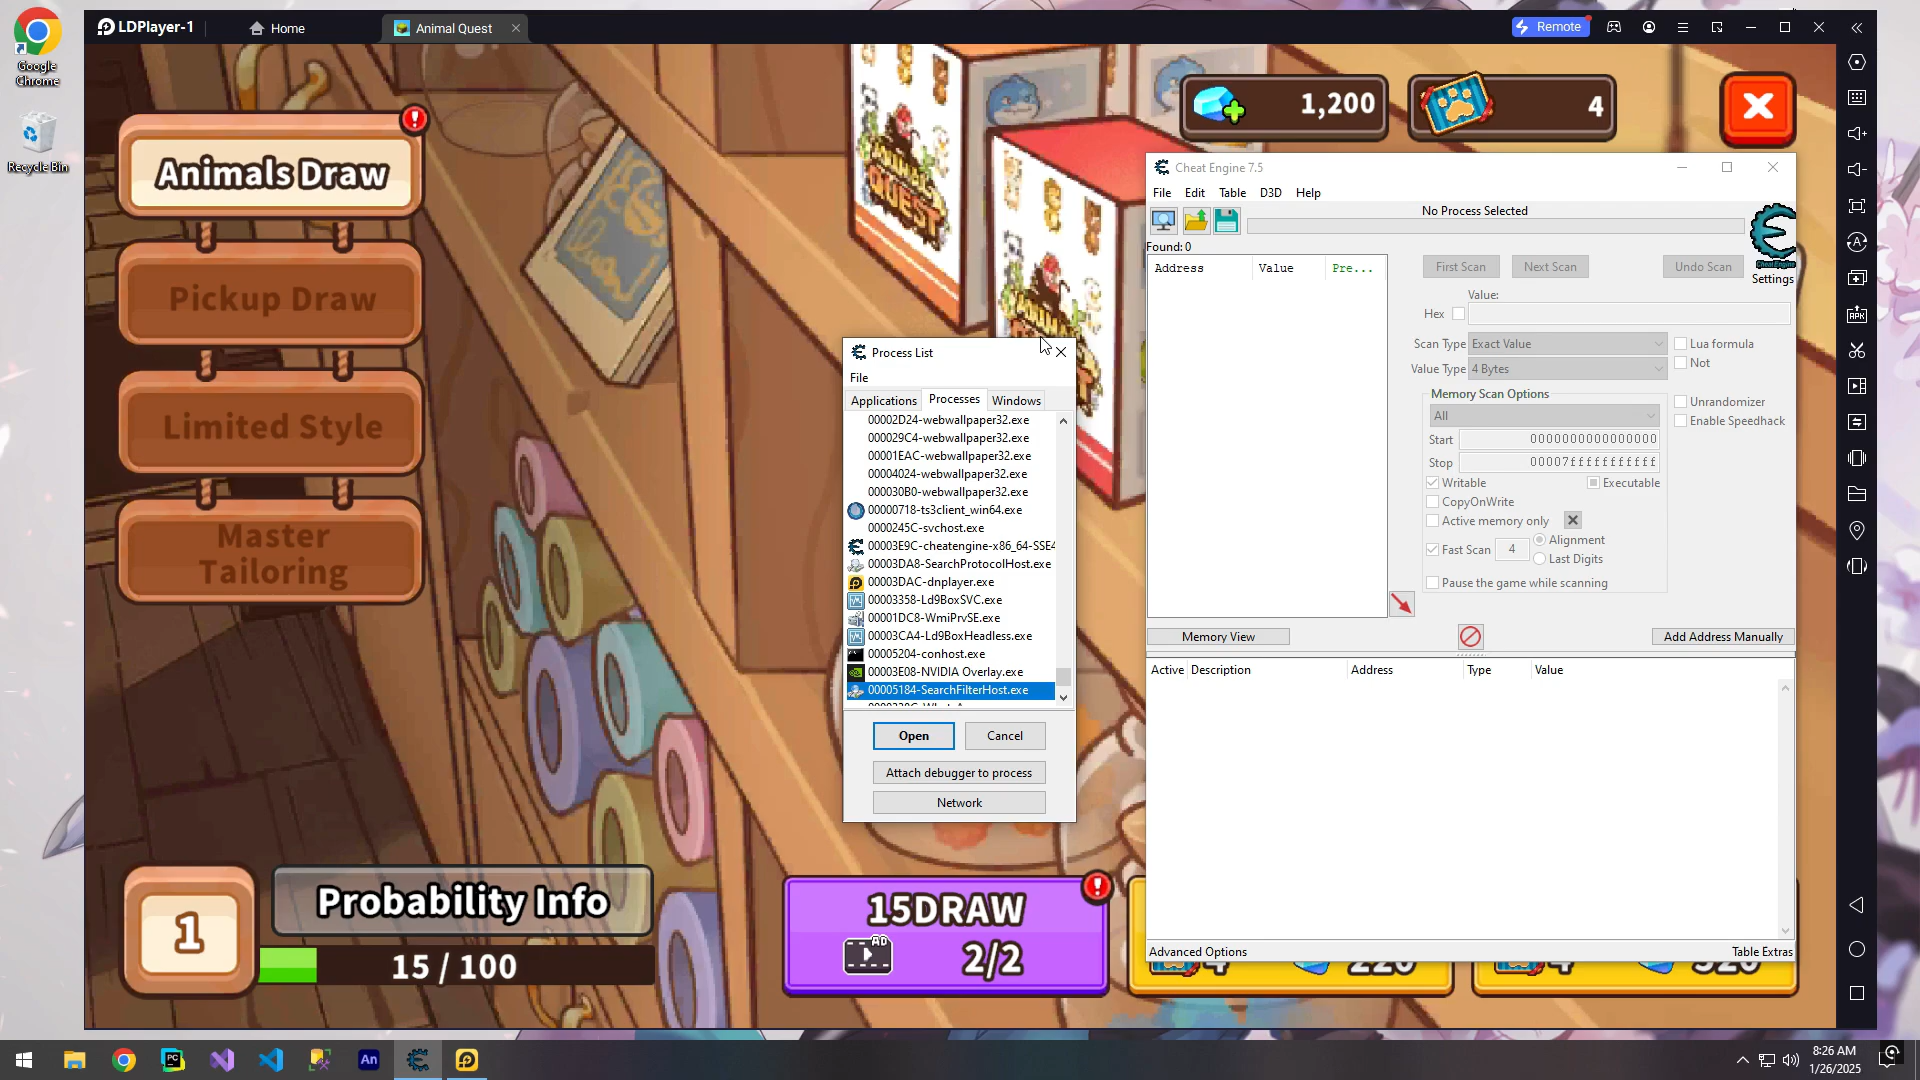 LDPlayer-1
Home
Animal Quest
Remote
Google
Chrome
Recycle Bin
Animals Draw
Pickup Draw
Limited Style
Master
Tailoring
QUEST
1,200
4
Cheat Engine 7.5
File
Edit
Table
D3D
Help
No Process Selected
Found: 0
Address
Value
Pre...
First Scan
Next Scan
Undo Scan
Settings
Value:
Hex
Scan Type
Exact Value
Lua formula
Not
Value Type
4 Bytes
Memory Scan Options
All
Unrandomizer
Enable Speedhack
Start
0000000000000000
Stop
00007fffffffffff
Writable
Executable
CopyOnWrite
Active memory only
Fast Scan
4
Alignment
Last Digits
Pause the game while scanning
Memory View
Add Address Manually
Active
Description
Address
Type
Value
Advanced Options
Table Extras
Process List
File
Applications
Processes
Windows
00002D24-webwallpaper32.exe
000029C4-webwallpaper32.exe
00001EAC-webwallpaper32.exe
00004024-webwallpaper32.exe
000030B0-webwallpaper32.exe
00000718-ts3client_win64.exe
0000245C-svchost.exe
00003E9C-cheatengine-x86_64-SSE4
00003DA8-SearchProtocolHost.exe
00003DAC-dnplayer.exe
00003358-Ld9BoxSVC.exe
00001DC8-WmiPrvSE.exe
00003CA4-Ld9BoxHeadless.exe
00005204-conhost.exe
00003E08-NVIDIA Overlay.exe
00005184-SearchFilterHost.exe
Open
Cancel
Attach debugger to process
Network
1
Probability Info
15 / 100
15DRAW
AD
2/2
8:26 AM
1/26/2025